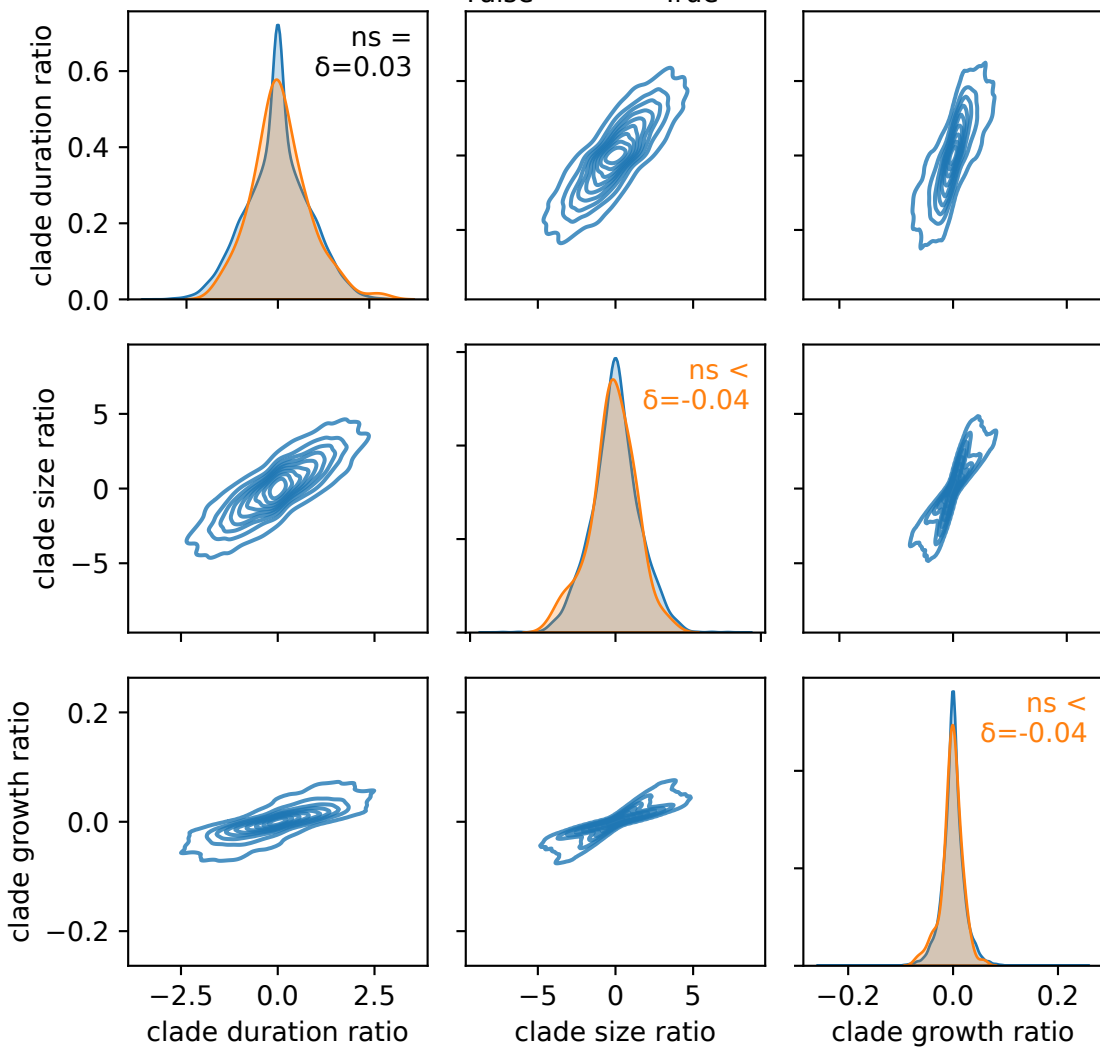 clade duration ratio
0.6
0.4
0.2
0.0
ns =
δ=0.03
clade size ratio
5
0
−5
ns <
δ=-0.04
clade growth ratio
0.2
0.0
−0.2
ns <
δ=-0.04
−2.5 0.0 2.5
−5 0 5
−0.2 0.0 0.2
clade duration ratio
clade size ratio
clade growth ratio